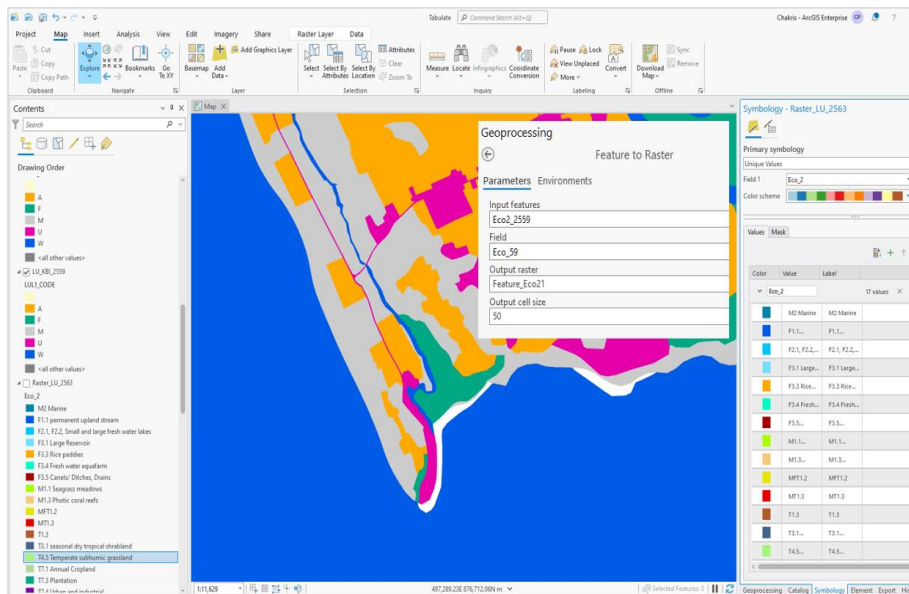 Tabulate
Command Search (Alt+Q)
Chakris - ArcGIS Enterprise
CP
?
Project
Map
Insert
Analysis
View
Edit
Imagery
Share
Raster Layer
Data
Paste
Cut
Copy
Copy Path
Clipboard
Explore
Bookmarks
Go To XY
Navigate
Basemap
Add Data
Add Graphics Layer
Layer
Select
Select By Attributes
Select By Location
Attributes
Clear
Zoom To
Selection
Measure
Locate
Infographics
Coordinate Conversion
Inquiry
Pause
Lock
View Unplaced
More
Convert
Labeling
Download Map
Sync
Remove
Offline
Contents
Search
Drawing Order
A
F
M
U
W
<all other values>
LU_KBI_2559
LUL1_CODE
A
F
M
U
W
<all other values>
Raster_LU_2563
Eco_2
M2 Marine
F1.1 permanent upland stream
F2.1, F2.2, Small and large fresh water lakes
F3.1 Large Reservoir
F3.3 Rice paddies
F3.4 Fresh water aquafarm
F3.5 Canels/ Ditches, Drains
M1.1 Seagrass meadows
M1.3 Photic coral reefs
MFT1.2
MT1.3
T1.3
T3.1 seasonal dry tropical shrabland
T4.5 Temperate subhumic grassland
T7.1 Annual Cropland
T7.3 Plantation
T7.4 Urban and industrial
Map
Geoprocessing
Feature to Raster
Parameters
Environments
Input features
Eco2_2559
Field
Eco_59
Output raster
Feature_Eco21
Output cell size
50
1:11,629
497,289.23E 876,712.06N m
Selected Features: 0
Symbology - Raster_LU_2563
Primary symbology
Unique Values
Field 1
Eco_2
Color scheme
Values
Mask
Color
Value
Label
Eco_2
17 values
M2 Marine M2 Marine
F1.1... F1.1...
F2.1, F2.2,... F2.1, F2.2,...
F3.1 Large... F3.1 Large...
F3.3 Rice... F3.3 Rice...
F3.4 Fresh... F3.4 Fresh...
F3.5... F3.5...
M1.1... M1.1...
M1.3... M1.3...
MFT1.2 MFT1.2
MT1.3 MT1.3
T1.3 T1.3
T3.1... T3.1...
T4.5... T4.5...
Geoprocessing
Catalog
Symbology
Element
Export
His